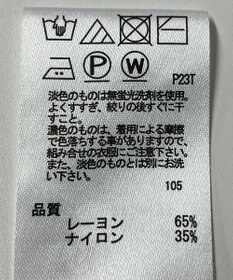 P
W
P23T
淡色のものは無蛍光洗剤を使用。
よくすすぎ、絞りの後すぐに干
すこと。
濃色のものは、着用による摩擦
で色落ちする事がありますので、
組み合せの衣服にご注意下さい。
また、淡色のものとは別にお洗
い下さい。
105
品質
レーヨン 65%
ナイロン 35%